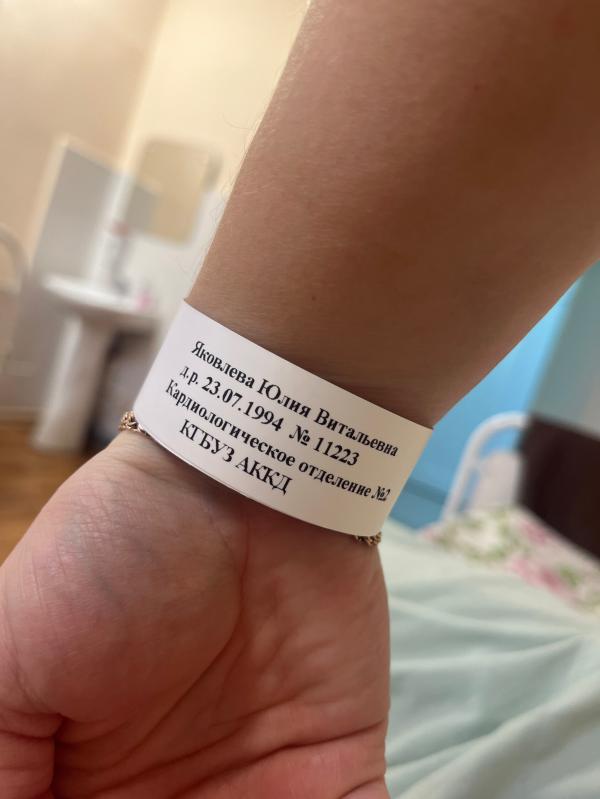 Яковлева Юлия Витальевна
д.р. 23.07.1994 № 11223
Кардиологическое отделение №2
КГБУЗ АККД